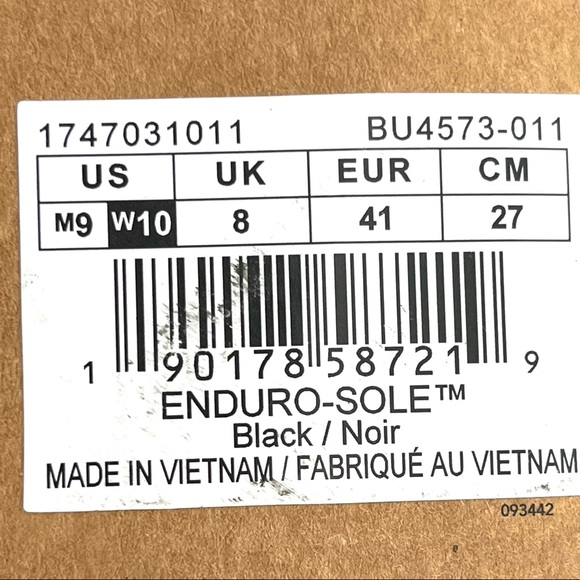 1747031011 BU4573-011
US UK EUR CM
M9 W10 8 41 27
1 90178 58721 9
ENDURO-SOLE™
Black / Noir
MADE IN VIETNAM / FABRIQUÉ AU VIETNAM
093442